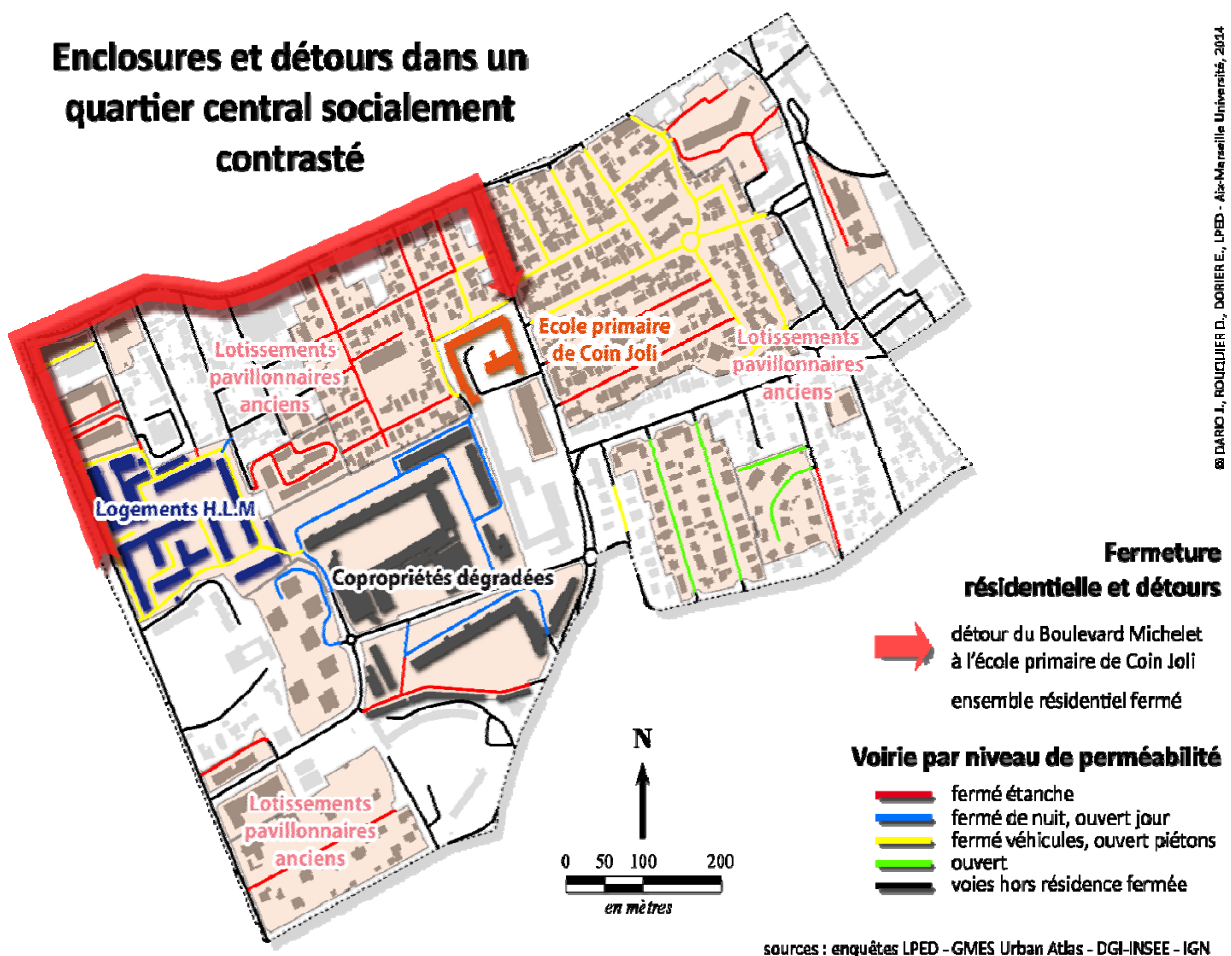 Enclosures et détours dans un
quartier central socialement
contrasté
© DARIO J., ROUQUIER D., DORIER E., LPED - Aix-Marseille Université, 2014
Ecole primaire
de Coin Joli
Lotissements
pavillonnaires
anciens
Lotissements
pavillonnaires
anciens
Logements H.L.M
Copropriétés dégradées
Lotissements
pavillonnaires
anciens
Fermeture
résidentielle et détours
détour du Boulevard Michelet
à l'école primaire de Coin Joli
ensemble résidentiel fermé
N
0 50 100 200
en mètres
Voirie par niveau de perméabilité
fermé étanche
fermé de nuit, ouvert jour
fermé véhicules, ouvert piétons
ouvert
voies hors résidence fermée
sources : enquêtes LPED - GMES Urban Atlas - DGI-INSEE - IGN